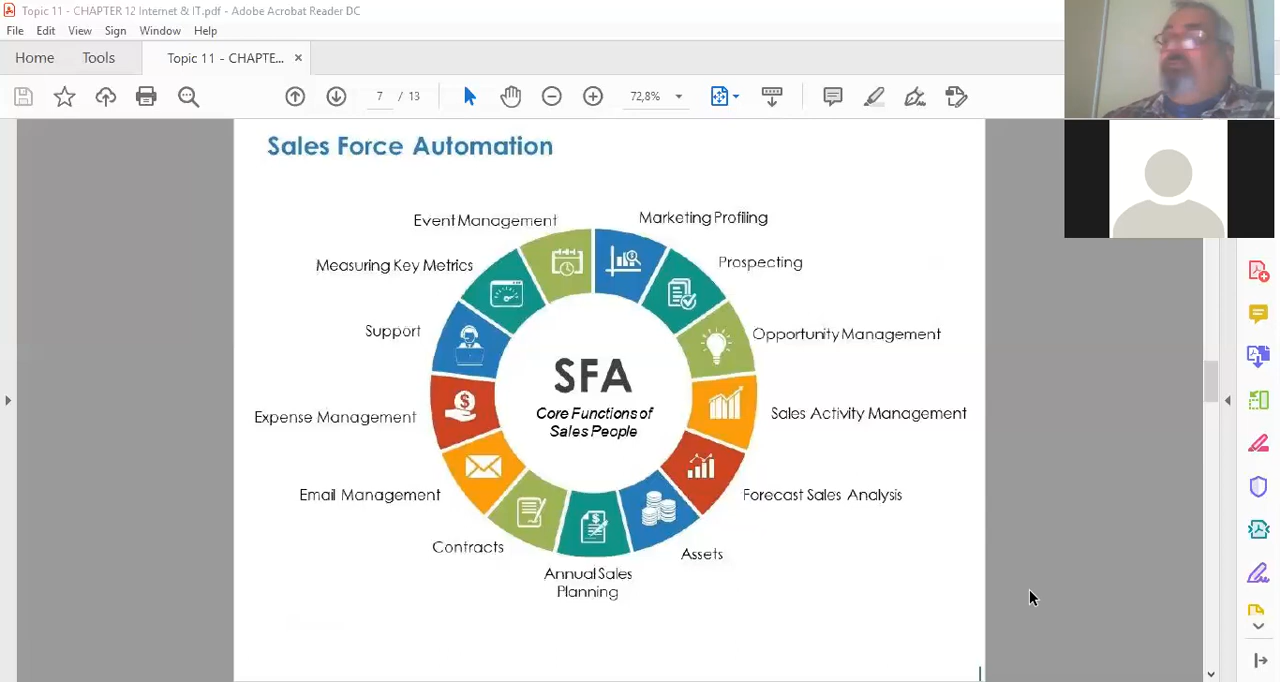 Topic 11 - CHAPTER 12 Internet & IT.pdf - Adobe Acrobat Reader DC
File Edit View Sign Window Help
Home Tools Topic 11 - CHAPTE... ×
7 / 13 72,8%
Sales Force Automation
Event Management
Marketing Profiling
Measuring Key Metrics
Prospecting
Support
Opportunity Management
SFA
Core Functions of
Sales People
Expense Management
Sales Activity Management
Email Management
Forecast Sales Analysis
Contracts
Assets
Annual Sales
Planning